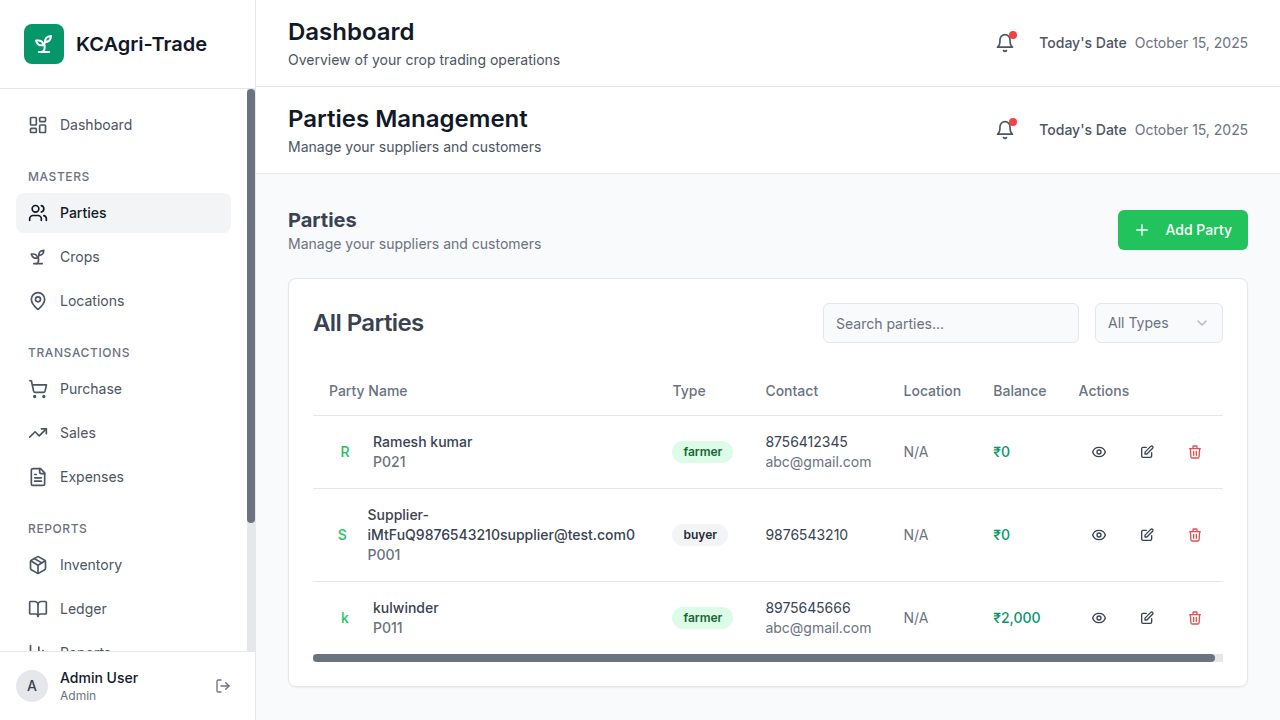 KCAgri-Trade
Dashboard
MASTERS
Parties
Crops
Locations
TRANSACTIONS
Purchase
Sales
Expenses
REPORTS
Inventory
Ledger
Reports
A
Admin User
Admin
Dashboard
Overview of your crop trading operations
Today's Date October 15, 2025
Parties Management
Manage your suppliers and customers
Today's Date October 15, 2025
Parties
Manage your suppliers and customers
Add Party
All Parties
Search parties...
All Types
Party Name Type Contact Location Balance Actions
R Ramesh kumar farmer 8756412345 N/A ₹0
P021 abc@gmail.com
Supplier-
S iMtFuQ9876543210supplier@test.com0 buyer 9876543210 N/A ₹0
P001
k kulwinder farmer 8975645666 N/A ₹2,000
P011 abc@gmail.com